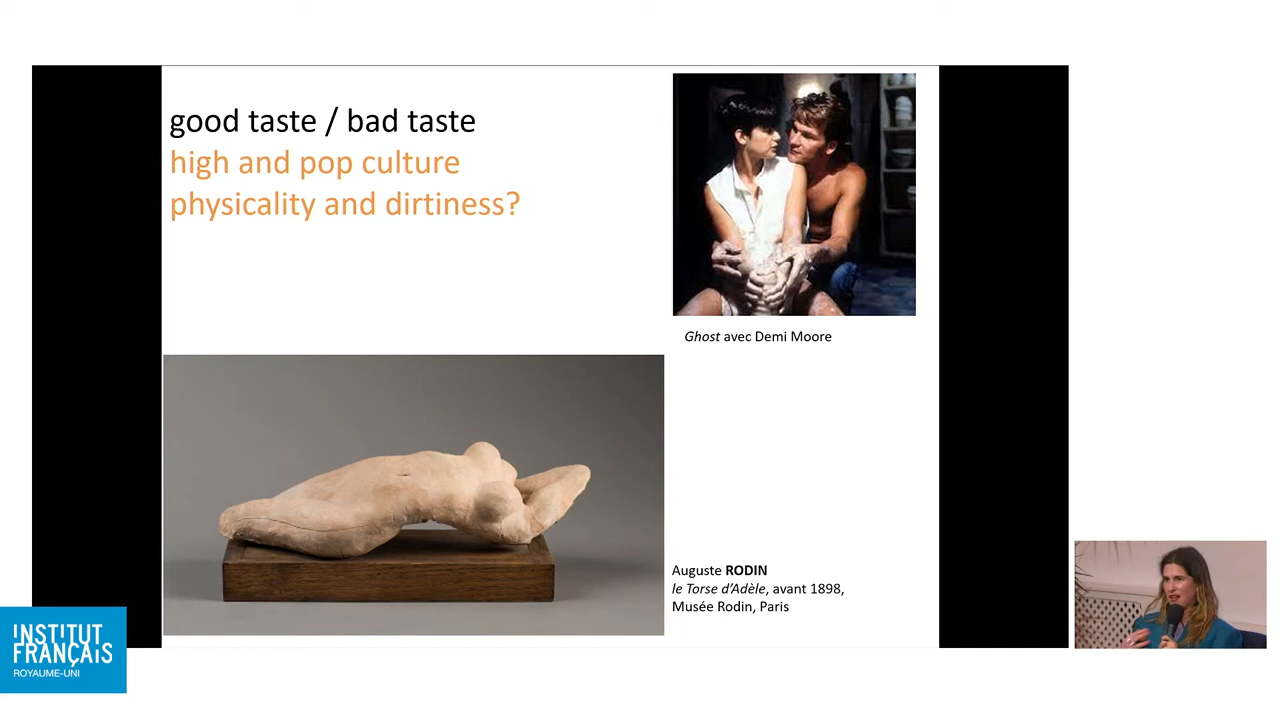 good taste / bad taste
high and pop culture
physicality and dirtiness?
Ghost avec Demi Moore
Auguste RODIN
le Torse d'Adèle, avant 1898,
Musée Rodin, Paris
INSTITUT
FRANÇAIS
ROYAUME-UNI